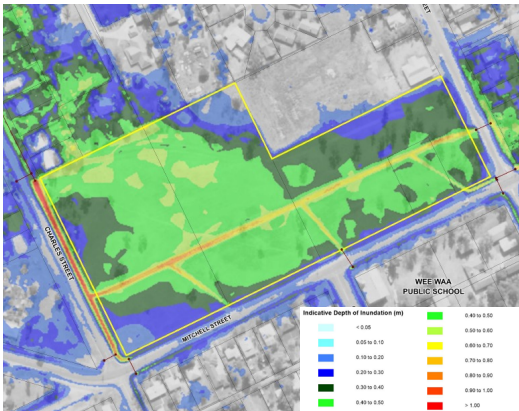 ET
CHARLES STREET
MITCHELL STREET
WEE WAA
PUBLIC SCHOOL
Indicative Depth of Inundation (m)
< 0.05
0.05 to 0.10
0.10 to 0.20
0.20 to 0.30
0.30 to 0.40
0.40 to 0.50
0.40 to 0.50
0.50 to 0.60
0.60 to 0.70
0.70 to 0.80
0.80 to 0.90
0.90 to 1.00
> 1.00